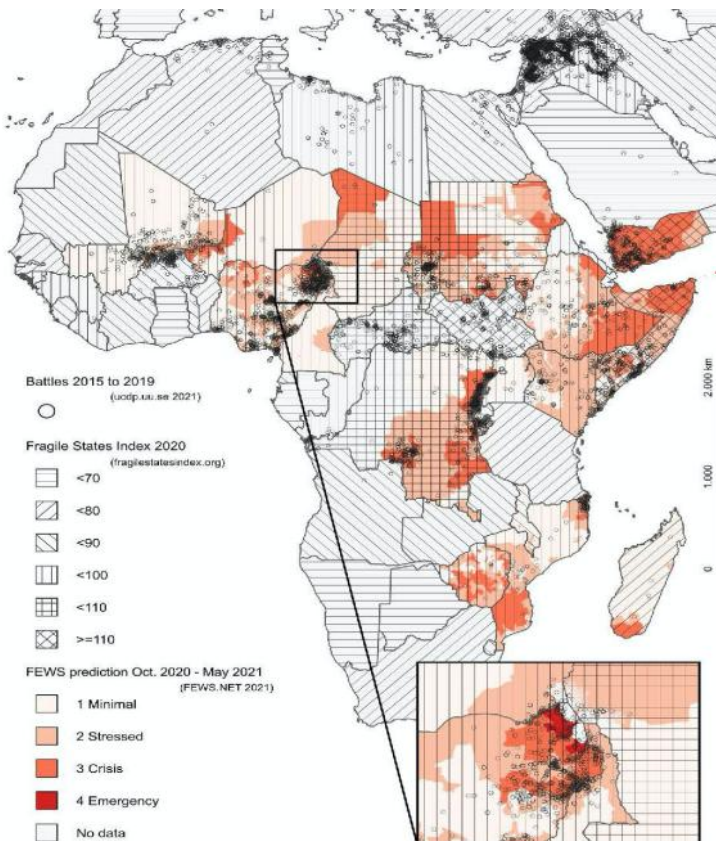 Battles 2015 to 2019
(ucdp.uu.se 2021)
Fragile States Index 2020
(fragilestatesindex.org)
<70
<80
<90
<100
<110
>=110
FEWS prediction Oct. 2020 - May 2021
(FEWS.NET 2021)
1 Minimal
2 Stressed
3 Crisis
4 Emergency
No data
2.000 km
1.000
0